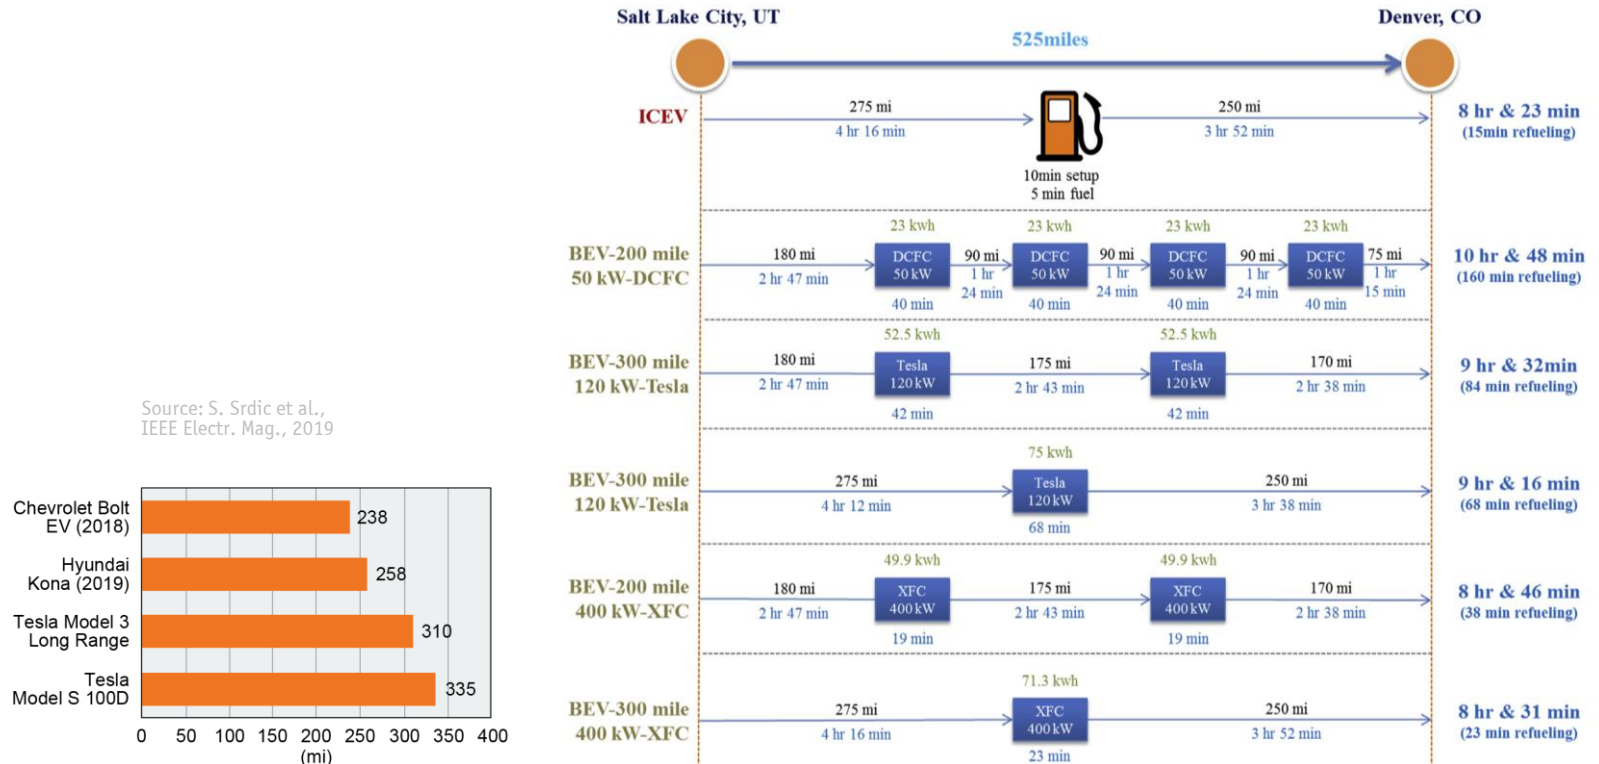 Salt Lake City, UT
Denver, CO
525miles
ICEV
275 mi
4 hr 16 min
10min setup
5 min fuel
250 mi
3 hr 52 min
8 hr & 23 min
(15min refueling)
BEV-200 mile
50 kW-DCFC
180 mi
2 hr 47 min
23 kwh
DCFC
50 kW
40 min
90 mi
1 hr
24 min
23 kwh
DCFC
50 kW
40 min
90 mi
1 hr
24 min
23 kwh
DCFC
50 kW
40 min
90 mi
1 hr
24 min
23 kwh
DCFC
50 kW
40 min
75 mi
1 hr
15 min
10 hr & 48 min
(160 min refueling)
BEV-300 mile
120 kW-Tesla
180 mi
2 hr 47 min
52.5 kwh
Tesla
120 kW
42 min
175 mi
2 hr 43 min
52.5 kwh
Tesla
120 kW
42 min
170 mi
2 hr 38 min
9 hr & 32min
(84 min refueling)
BEV-300 mile
120 kW-Tesla
275 mi
4 hr 12 min
75 kwh
Tesla
120 kW
68 min
250 mi
3 hr 38 min
9 hr & 16 min
(68 min refueling)
BEV-200 mile
400 kW-XFC
180 mi
2 hr 47 min
49.9 kwh
XFC
400 kW
19 min
175 mi
2 hr 43 min
49.9 kwh
XFC
400 kW
19 min
170 mi
2 hr 38 min
8 hr & 46 min
(38 min refueling)
BEV-300 mile
400 kW-XFC
275 mi
4 hr 16 min
71.3 kwh
XFC
400 kW
23 min
250 mi
3 hr 52 min
8 hr & 31 min
(23 min refueling)
Source: S. Srdic et al.,
IEEE Electr. Mag., 2019
Chevrolet Bolt
EV (2018)
238
Hyundai
Kona (2019)
258
Tesla Model 3
Long Range
310
Tesla
Model S 100D
335
0 50 100 150 200 250 300 350 400
(mi)